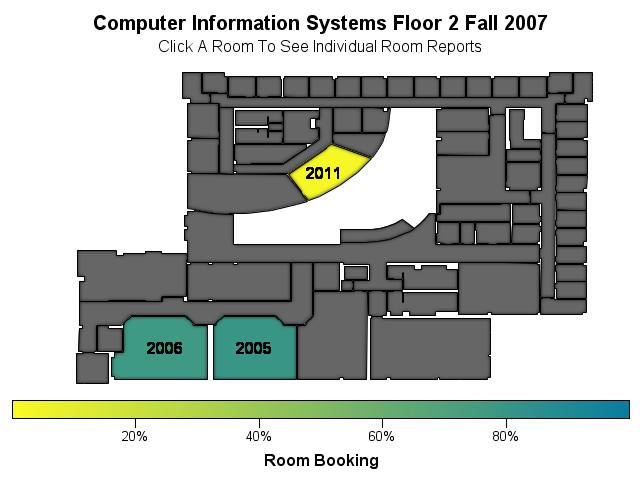 Computer Information Systems Floor 2 Fall 2007
Click A Room To See Individual Room Reports
2011
2006 2005
20% 40% 60% 80%
Room Booking